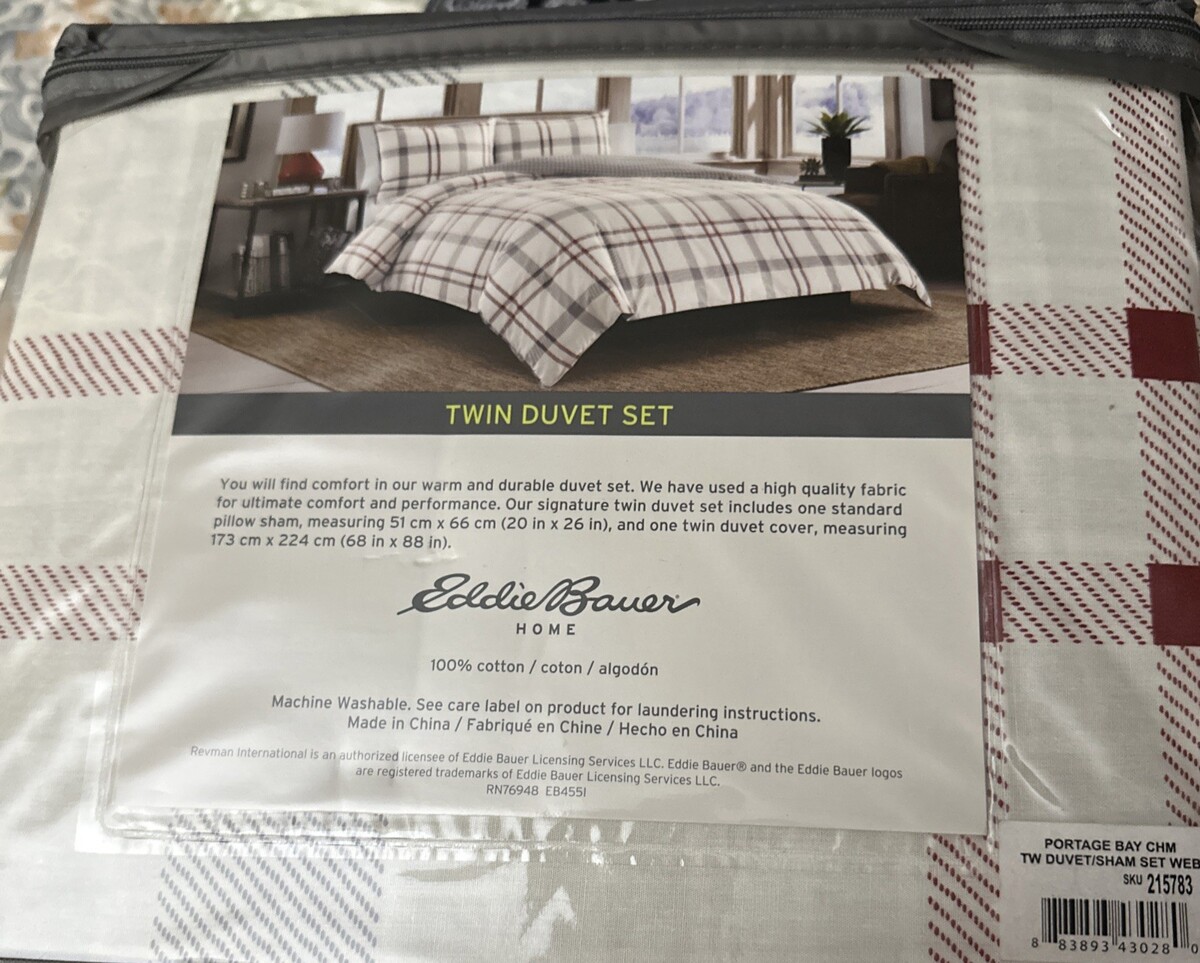 TWIN DUVET SET
You will find comfort in our warm and durable duvet set. We have used a high quality fabric
for ultimate comfort and performance. Our signature twin duvet set includes one standard
pillow sham, measuring 51 cm x 66 cm (20 in x 26 in), and one twin duvet cover, measuring
173 cm x 224 cm (68 in x 88 in).
Eddie Bauer
HOME
100% cotton / coton / algodón
Machine Washable. See care label on product for laundering instructions.
Made in China / Fabriqué en Chine / Hecho en China
Revman International is an authorized licensee of Eddie Bauer Licensing Services LLC. Eddie Bauer® and the Eddie Bauer logos
are registered trademarks of Eddie Bauer Licensing Services LLC.
RN76948 EB455I
PORTAGE BAY CHM
TW DUVET/SHAM SET WEB
SKU 215783
8 83893 43028 0